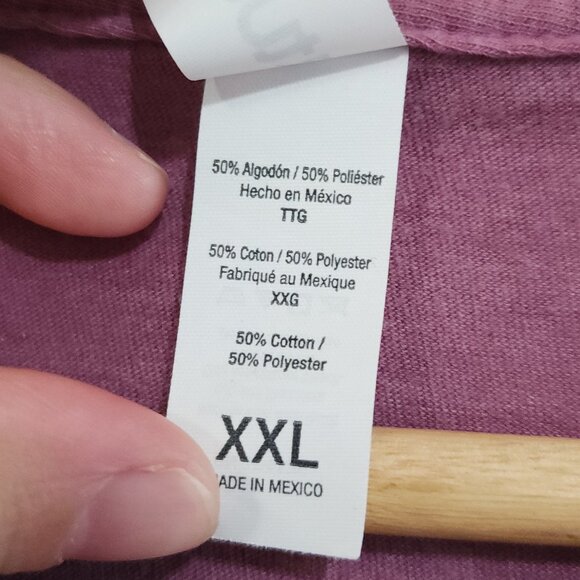 50% Algodón / 50% Poliéster
Hecho en México
TTG
50% Coton / 50% Polyester
Fabriqué au Mexique
XXG
50% Cotton /
50% Polyester
XXL
MADE IN MEXICO